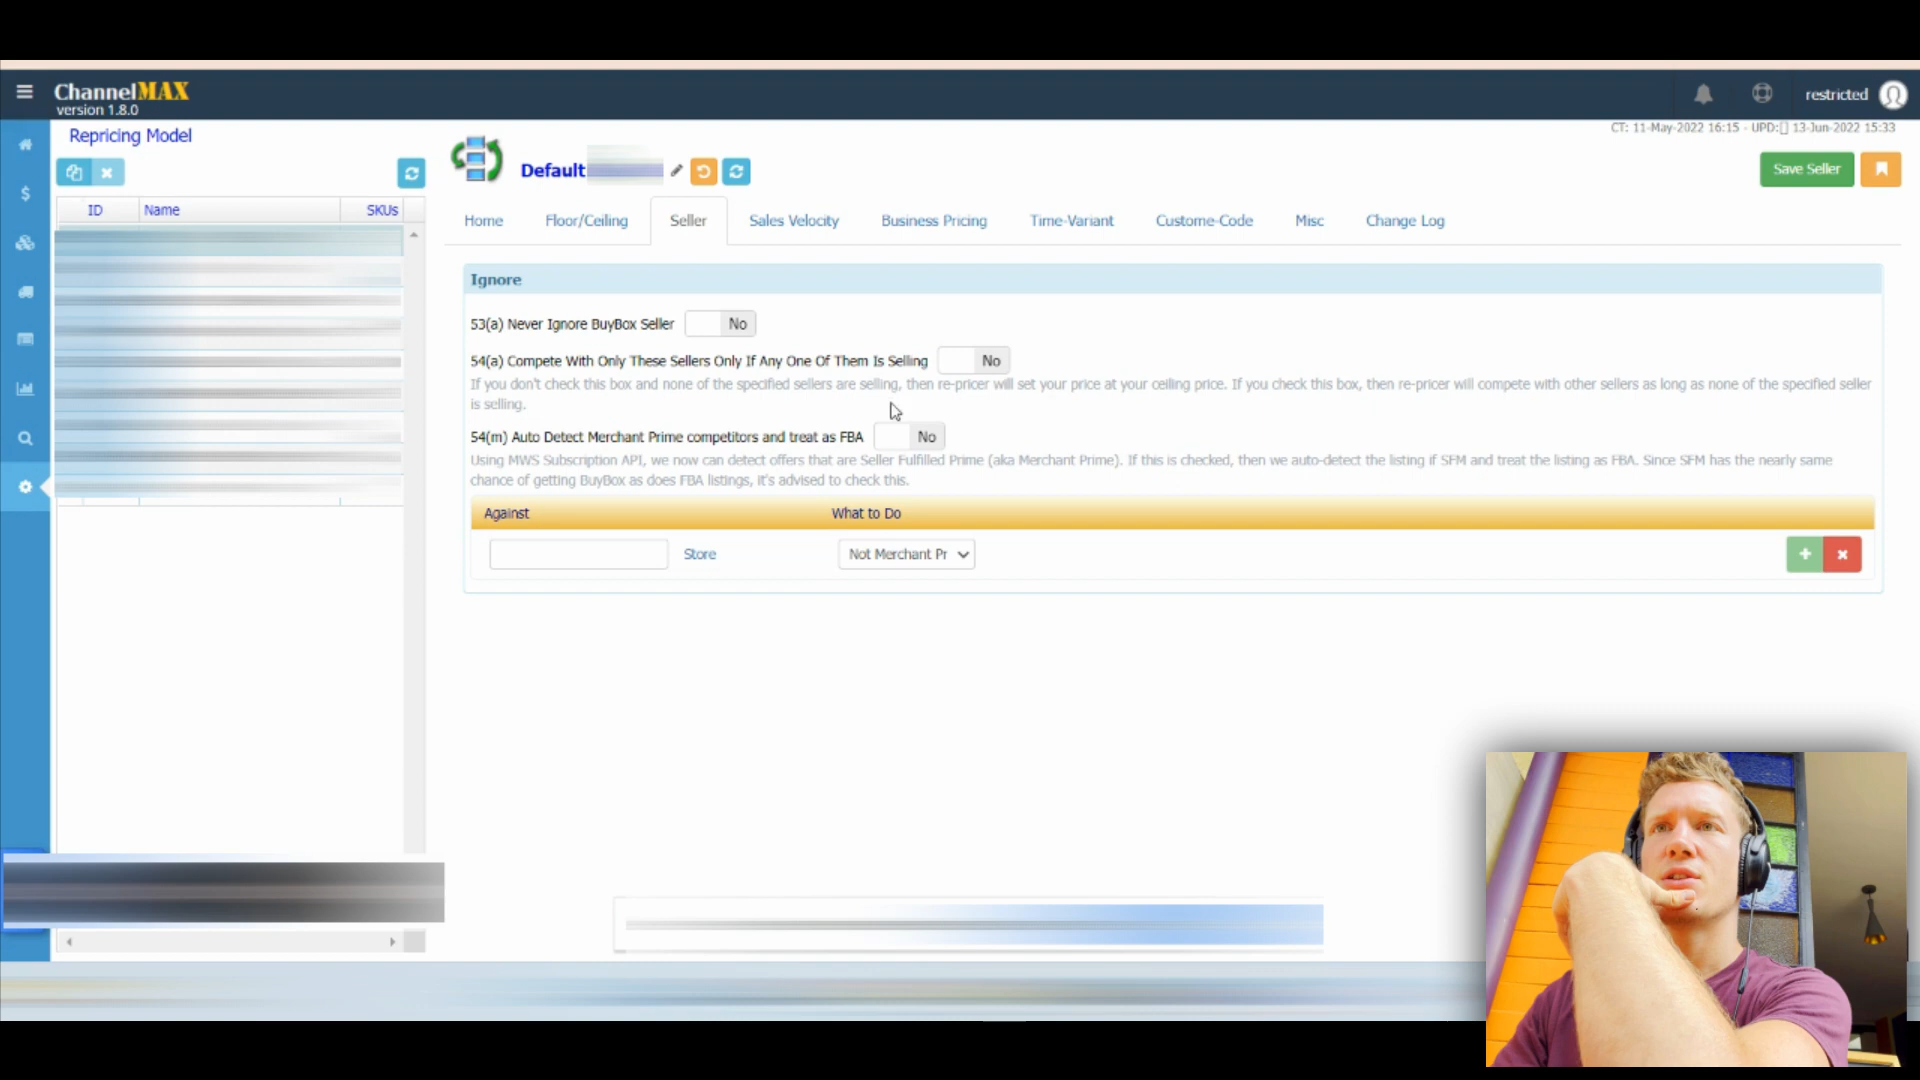 ChannelMAX
version 1.8.0
restricted
Repricing Model
CT: 11-May-2022 16:15 - UPD:[] 13-Jun-2022 15:33
Default
Save Seller
ID Name SKUs
Home Floor/Ceiling Seller Sales Velocity Business Pricing Time-Variant Custome-Code Misc Change Log
Ignore
53(a) Never Ignore BuyBox Seller No
54(a) Compete With Only These Sellers Only If Any One Of Them Is Selling No
If you don't check this box and none of the specified sellers are selling, then re-pricer will set your price at your ceiling price. If you check this box, then re-pricer will compete with other sellers as long as none of the specified seller
is selling.
54(m) Auto Detect Merchant Prime competitors and treat as FBA No
Using MWS Subscription API, we now can detect offers that are Seller Fulfilled Prime (aka Merchant Prime). If this is checked, then we auto-detect the listing if SFM and treat the listing as FBA. Since SFM has the nearly same
chance of getting BuyBox as does FBA listings, it's advised to check this.
Against What to Do
Store Not Merchant Pr